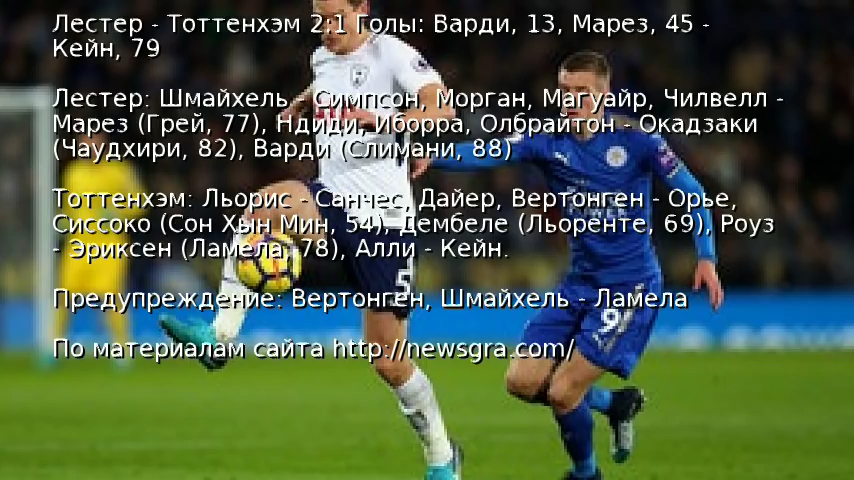 Лестер - Тоттенхэм 2:1 Голы: Варди, 13, Марез, 45 -
Кейн, 79
Лестер: Шмайхель - Симпсон, Морган, Магуайр, Чилвелл -
Марез (Грей, 77), Ндиди, Иборра, Олбрайтон - Окадзаки
(Чаудхири, 82), Варди (Слимани, 88)
Тоттенхэм: Льорис - Санчес, Дайер, Вертонген - Орье,
Сиссоко (Сон Хын Мин, 54), Дембеле (Льоренте, 69), Роуз
- Эриксен (Ламела, 78), Алли - Кейн.
Предупреждение: Вертонген, Шмайхель - Ламела
По материалам сайта http://newsgra.com/
5
9